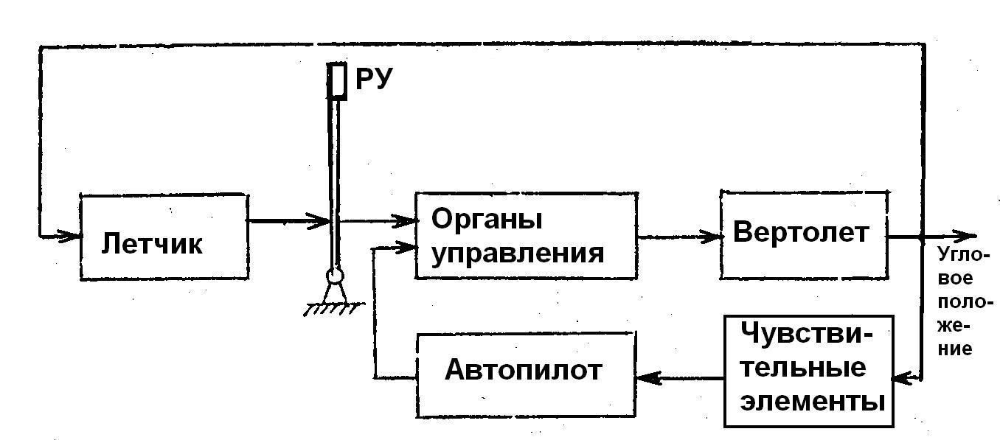 РУ
Летчик
Органы
управления
Вертолет
Угло-
вое
поло-
же-
ние
Чувстви-
тельные
элементы
Автопилот